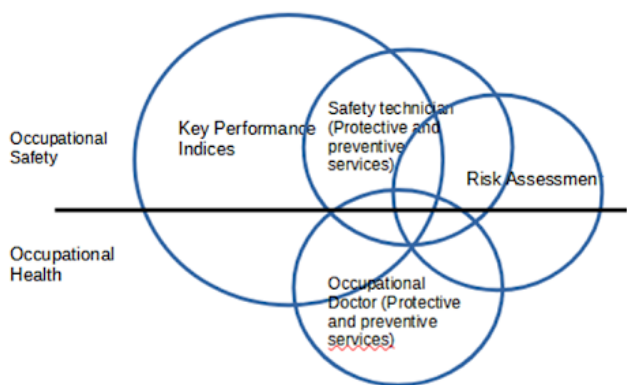 Occupational
Safety
Key Performance
Indices
Safety technician
(Protective and
preventive
services)
Risk Assessment
Occupational
Health
Occupational
Doctor (Protective
and preventive
services)